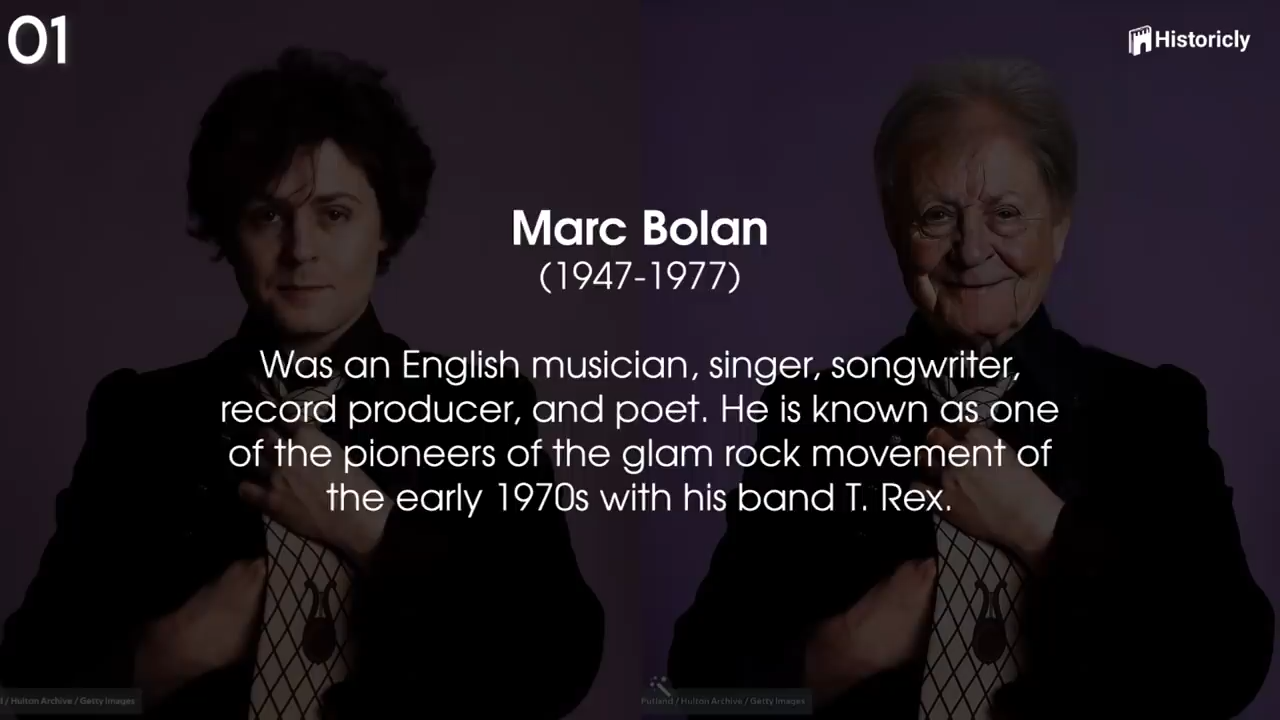 01
Historicly
Marc Bolan
(1947-1977)
Was an English musician, singer, songwriter,
record producer, and poet. He is known as one
of the pioneers of the glam rock movement of
the early 1970s with his band T. Rex.
/ Hulton Archive / Getty Images
Putland / Hulton Archive / Getty Images